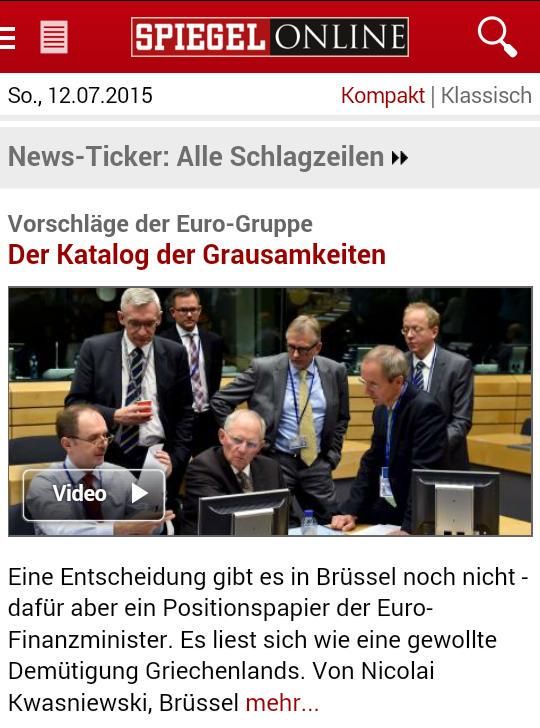 SPIEGEL ONLINE
So., 12.07.2015 Kompakt | Klassisch
News-Ticker: Alle Schlagzeilen
Vorschläge der Euro-Gruppe
Der Katalog der Grausamkeiten
Video
Eine Entscheidung gibt es in Brüssel noch nicht -
dafür aber ein Positionspapier der Euro-
Finanzminister. Es liest sich wie eine gewollte
Demütigung Griechenlands. Von Nicolai
Kwasniewski, Brüssel mehr...